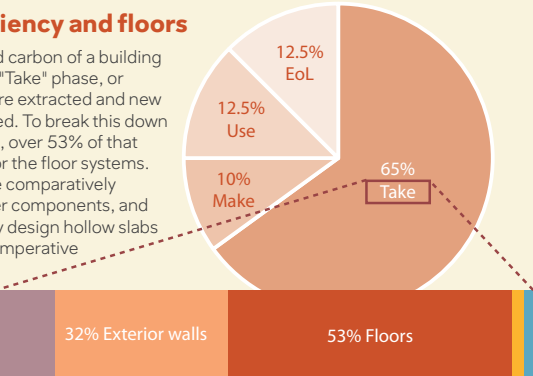 iency and floors
d carbon of a building
"Take" phase, or
re extracted and new
ed. To break this down
, over 53% of that
or the floor systems.
e comparatively
er components, and
y design hollow slabs
mperative
12.5%
EoL
12.5%
Use
10%
Make
65%
Take
32% Exterior walls
53% Floors